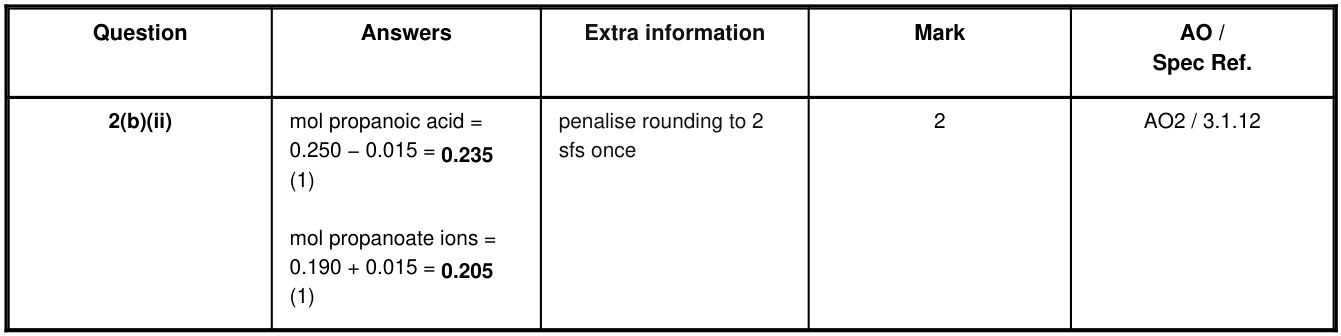 Question Answers Extra information Mark AO /
Spec Ref.
2(b)(ii) mol propanoic acid = penalise rounding to 2 2 AO2 / 3.1.12
0.250 – 0.015 = 0.235 sfs once
(1)
mol propanoate ions =
0.190 + 0.015 = 0.205
(1)